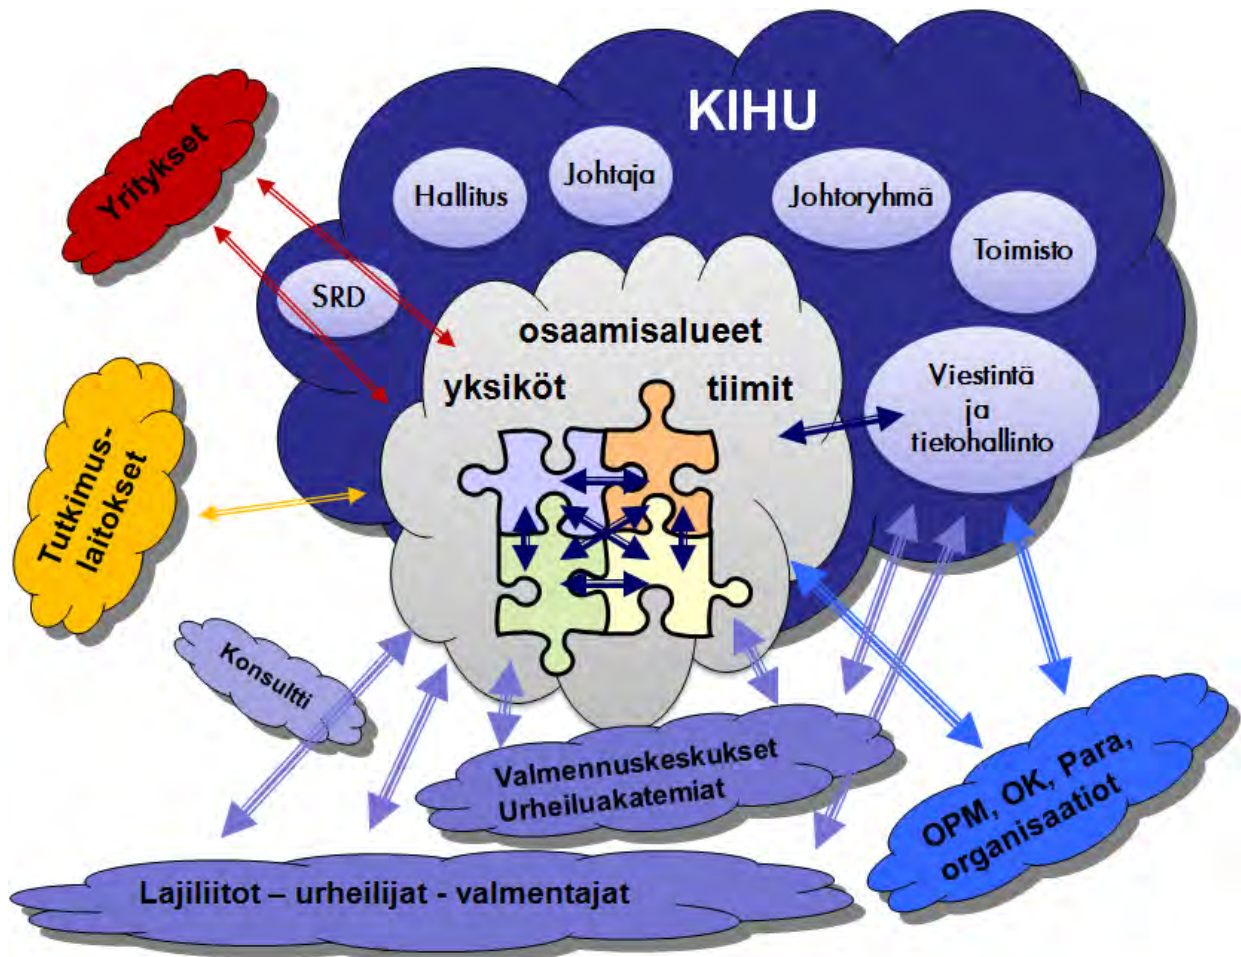 KIHU
Yritykset
Hallitus
Johtaja
Johtoryhmä
Toimisto
SRD
osaamisalueet
yksiköt
tiimit
Viestintä
ja
tietohallinto
Tutkimus-
laitokset
Konsultti
Valmennuskeskukset
Urheiluakatemiat
OPM, OK, Para,
organisaatiot
Lajiliitot – urheilijat - valmentajat